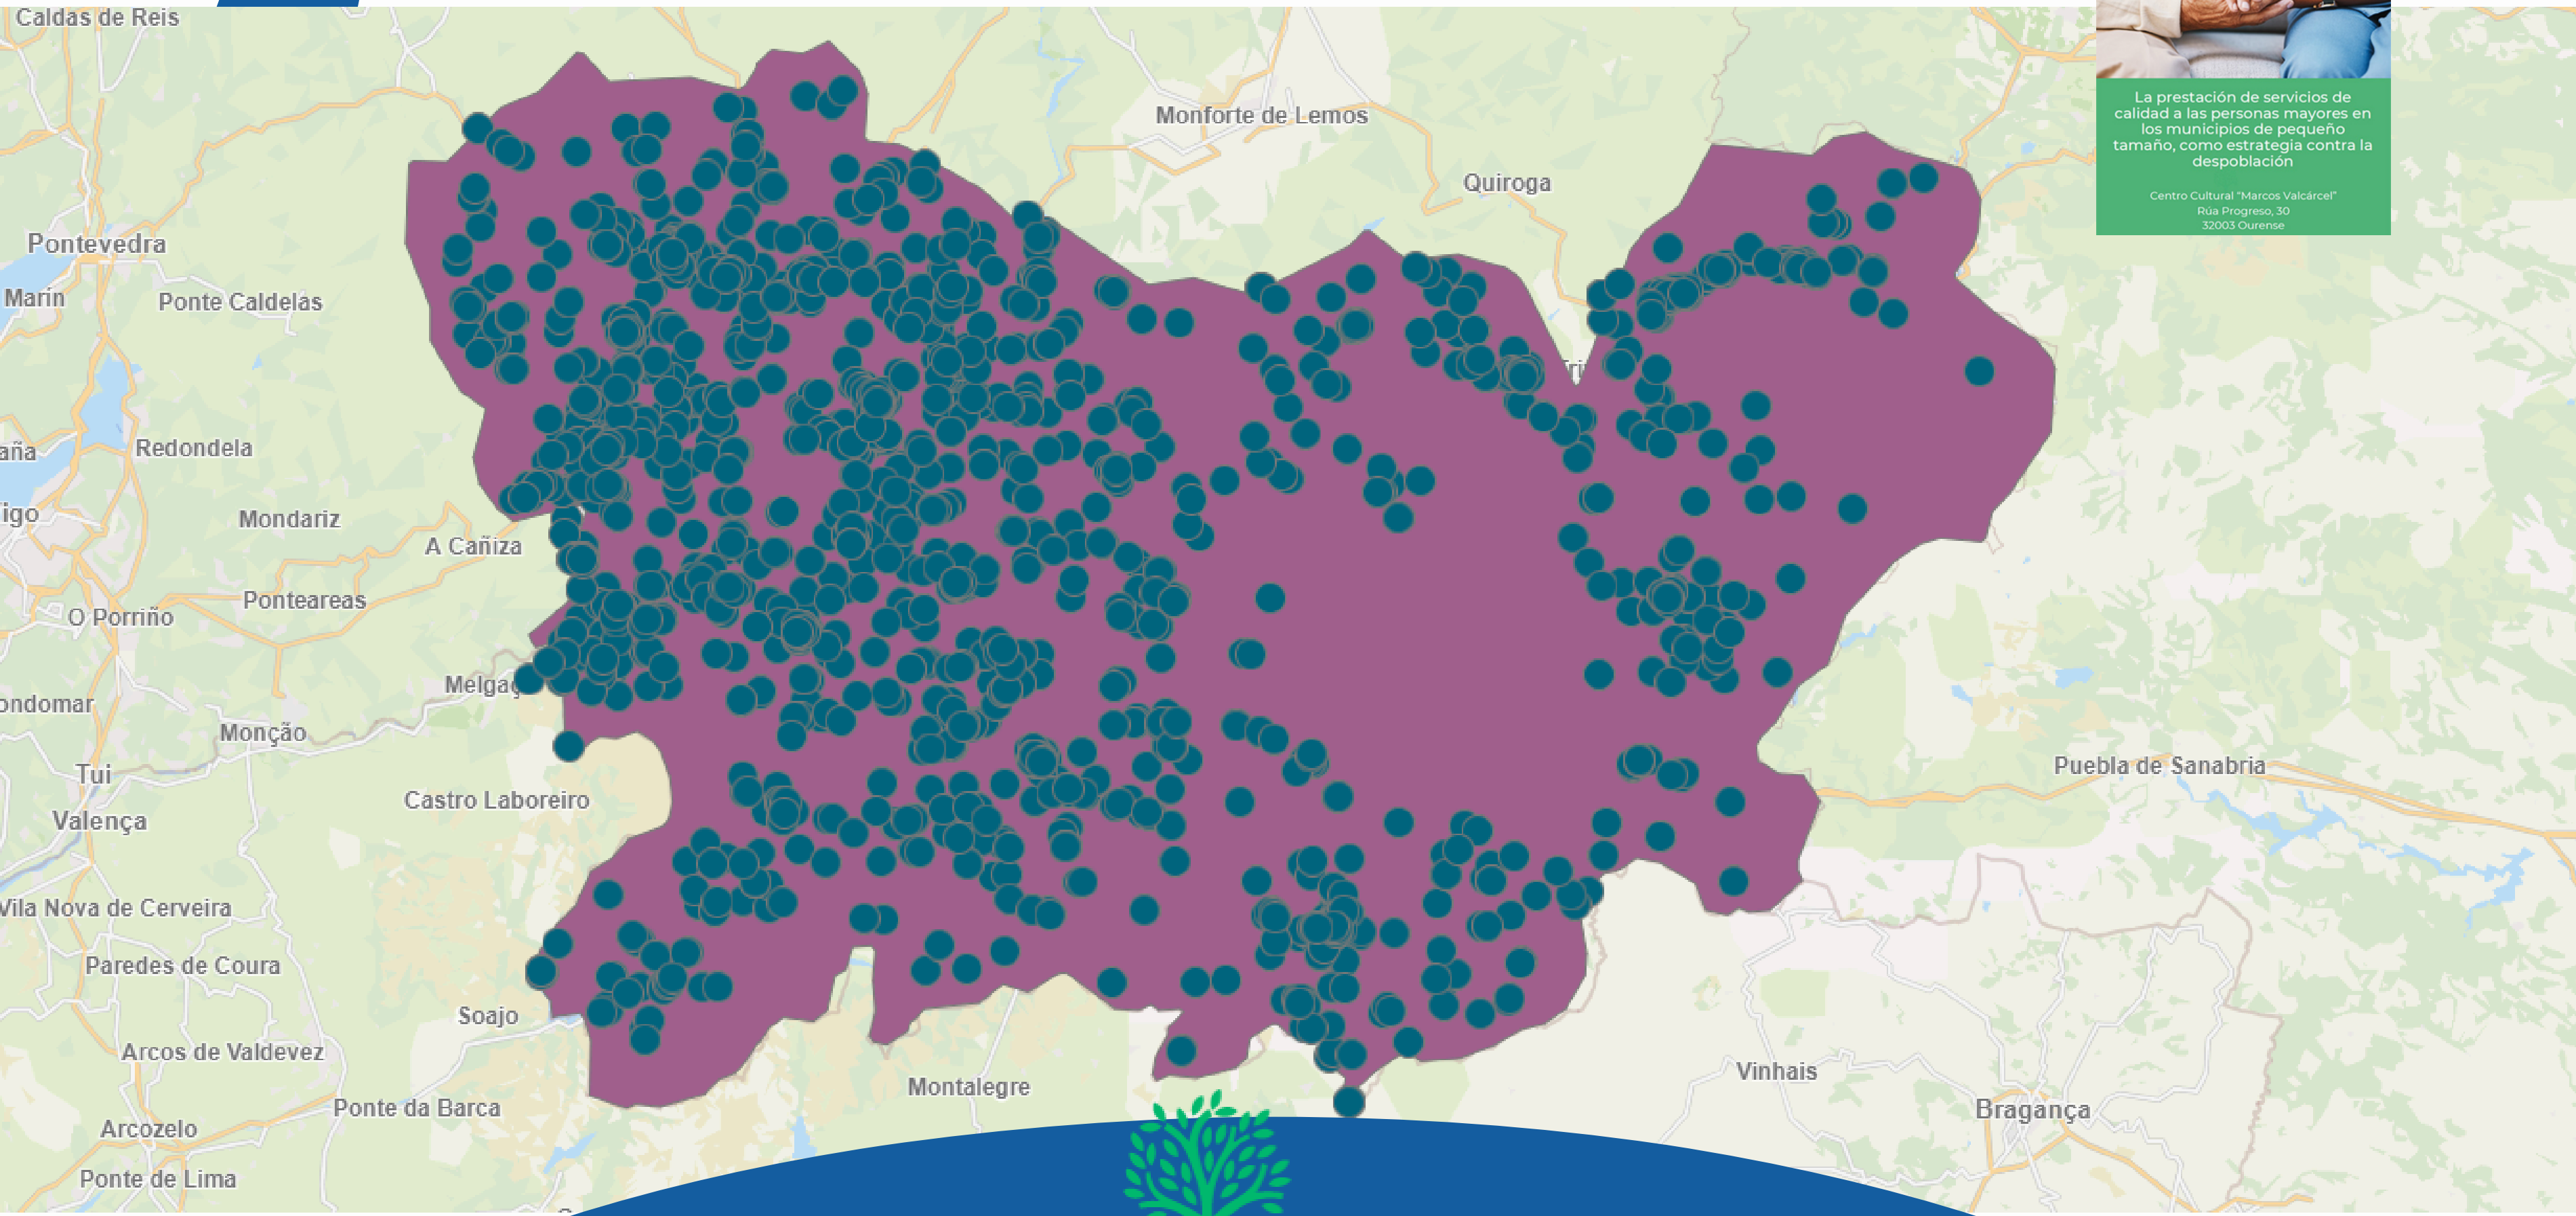 Caldas de Reis
La prestación de servicios de
calidad a las personas mayores en
los municipios de pequeño
tamaño, como estrategia contra la
despoblación
Centro Cultural "Marcos Valcárcel"
Rúa Progreso, 30
32003 Ourense
Monforte de Lemos
Quiroga
Pontevedra
Marín
Ponte Caldelas
Redondela
Mondariz
A Cañiza
Ponteareas
O Porriño
Monção
Tui
Puebla de Sanabria
Castro Laboreiro
Valença
Vila Nova de Cerveira
Paredes de Coura
Soajo
Arcos de Valdevez
Montalegre
Vinhais
Ponte da Barca
Bragança
Arcozelo
Ponte de Lima